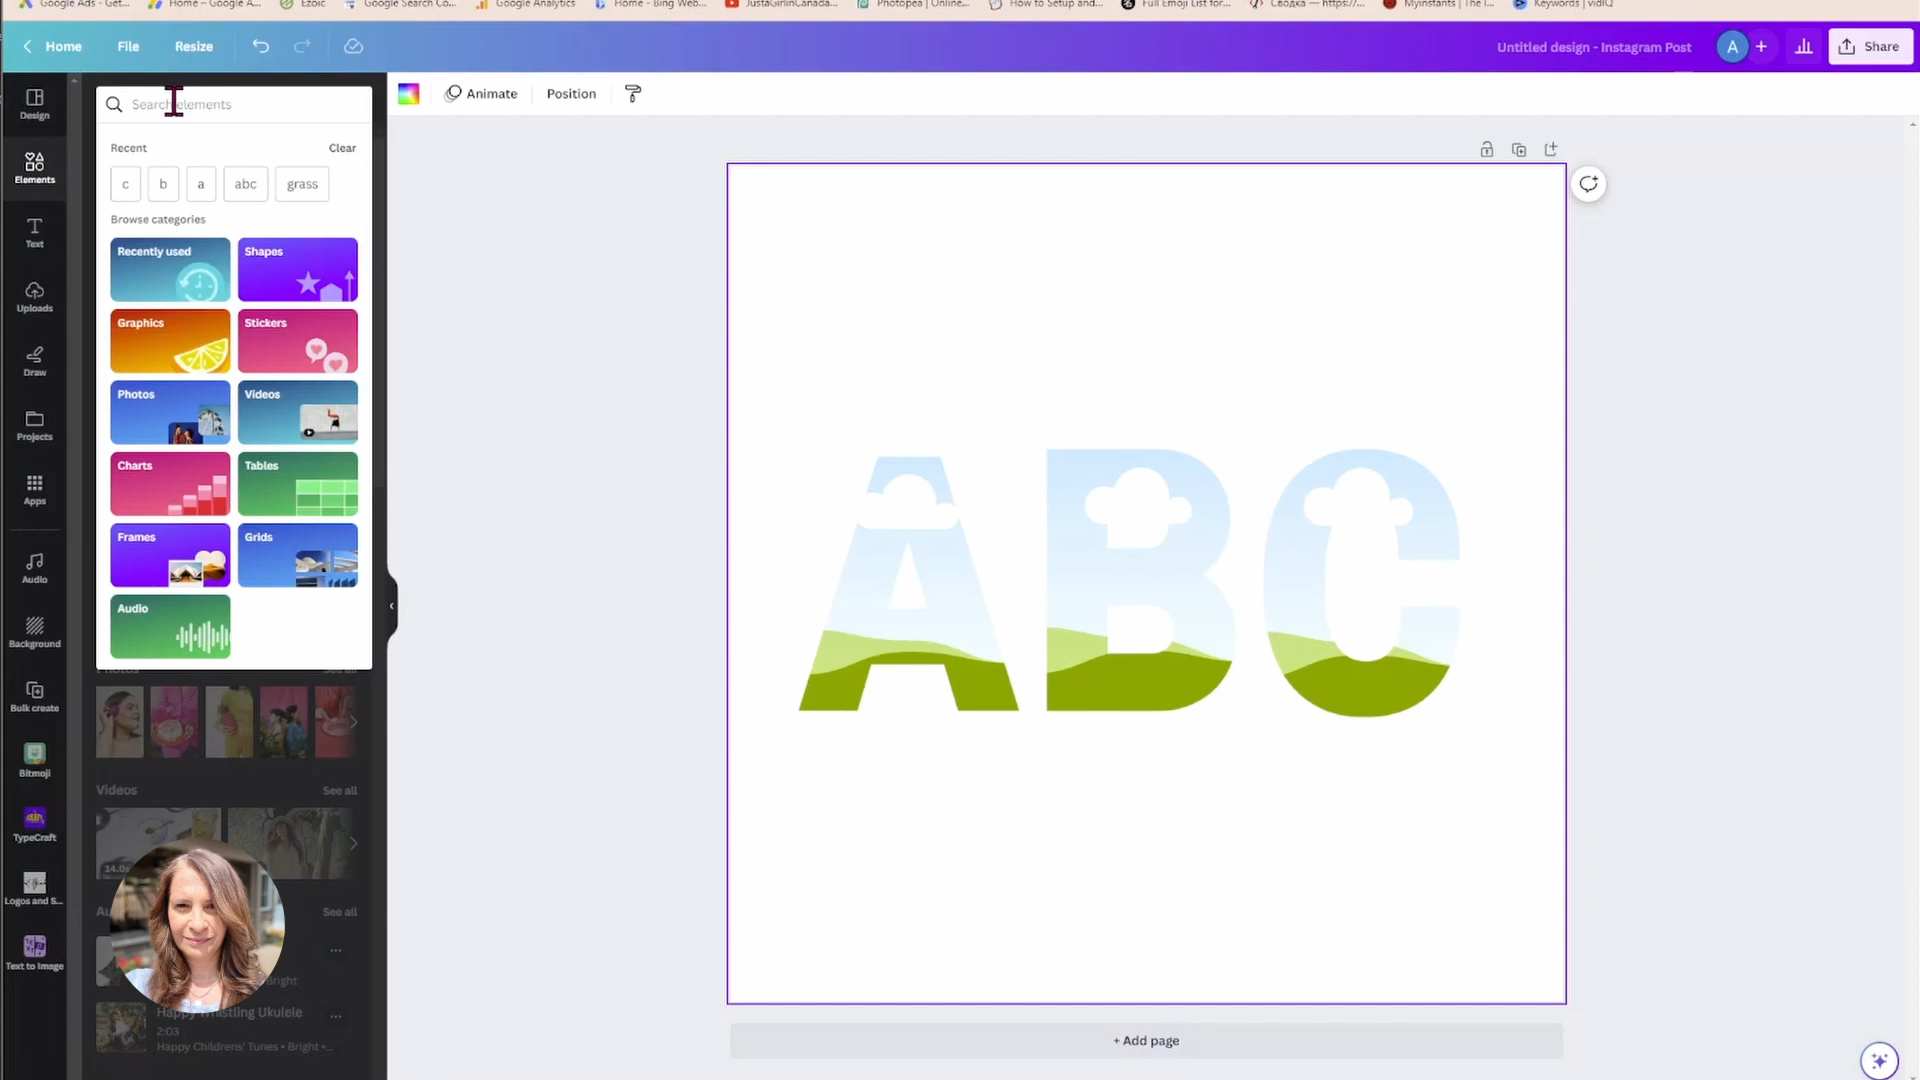 Google Ads - Get...
Home – Google A...
Ezoic
Google Search Co...
Google Analytics
Home - Bing Web...
JustaGirlinCanada...
Photopea | Online...
How to Setup and...
Full Emoji List for...
Сводка — https://...
Myinstants | The l...
Keywords | vidIQ
Home
File
Resize
Untitled design - Instagram Post
A
+
Share
Design
Elements
Text
Uploads
Draw
Projects
Apps
Audio
Background
Bulk create
Bitmoji
TypeCraft
Logos and S...
Text to Image
Search elements
Recent
Clear
c
b
a
abc
grass
Browse categories
Recently used
Shapes
Graphics
Stickers
Photos
Videos
Charts
Tables
Frames
Grids
Audio
Photos
See all
Videos
See all
14.0s
See all
Bright
Happy Whistling Ukulele
2:03
Happy Childrens' Tunes • Bright •...
Animate
Position
ABC
+ Add page